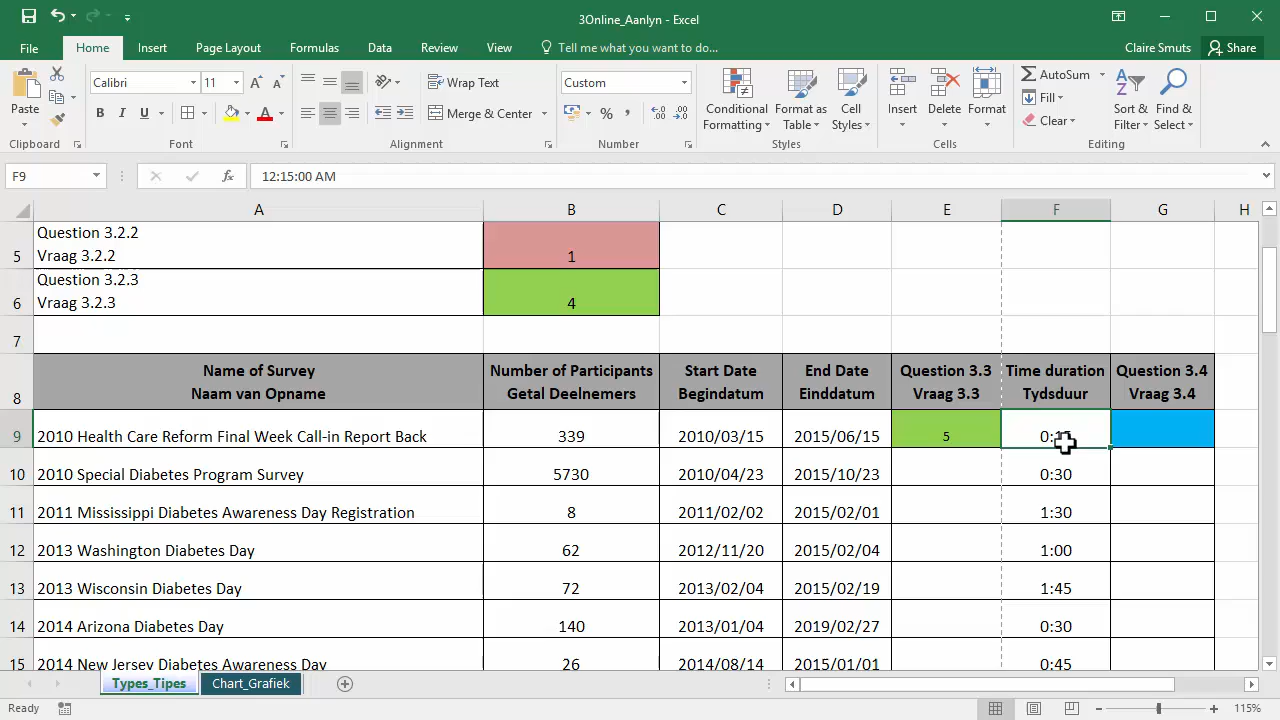 3Online_Aanlyn - Excel
File Home Insert Page Layout Formulas Data Review View Tell me what you want to do... Claire Smuts Share
Calibri 11 Wrap Text Custom AutoSum
Paste B I U Merge & Center % Conditional Formatting Format as Table Cell Styles Insert Delete Format Fill Clear Sort & Filter Find & Select
Clipboard Font Alignment Number Styles Cells Editing
F9 fx 12:15:00 AM
A B C D E F G H
Question 3.2.2
5 Vraag 3.2.2 1
Question 3.2.3
6 Vraag 3.2.3 4
7
Name of Survey Number of Participants Start Date End Date Question 3.3 Time duration Question 3.4
8 Naam van Opname Getal Deelnemers Begindatum Einddatum Vraag 3.3 Tydsduur Vraag 3.4
9 2010 Health Care Reform Final Week Call-in Report Back 339 2010/03/15 2015/06/15 5
10 2010 Special Diabetes Program Survey 5730 2010/04/23 2015/10/23 0:30
11 2011 Mississippi Diabetes Awareness Day Registration 8 2011/02/02 2015/02/01 1:30
12 2013 Washington Diabetes Day 62 2012/11/20 2015/02/04 1:00
13 2013 Wisconsin Diabetes Day 72 2013/02/04 2015/02/19 1:45
14 2014 Arizona Diabetes Day 140 2013/01/04 2019/02/27 0:30
15 2014 New Jersey Diabetes Awareness Day 26 2014/08/14 2015/01/01 0:45
Types_Tipes Chart_Grafiek
Ready 115%